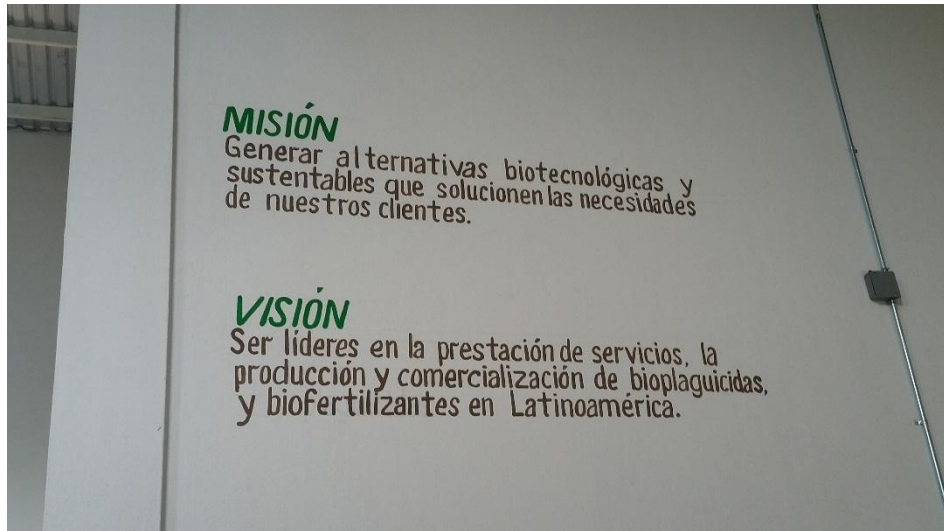 MISIÓN
Generar alternativas biotecnológicas y
sustentables que solucionen las necesidades
de nuestros clientes.
VISIÓN
Ser líderes en la prestación de servicios, la
producción y comercialización de bioplaguicidas,
y biofertilizantes en Latinoamérica.